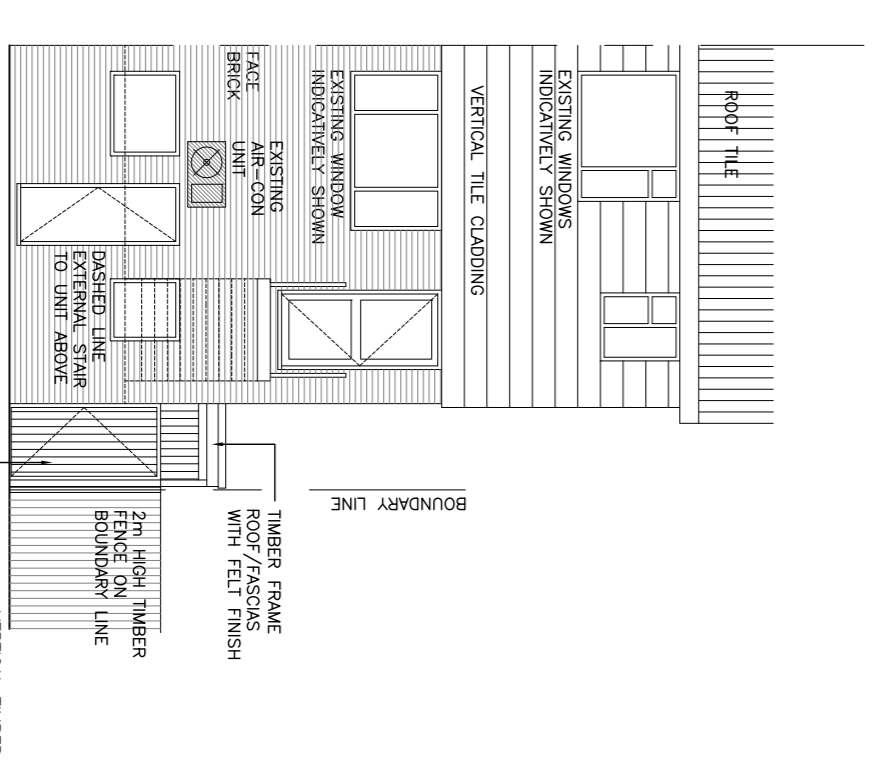 ROOF TILE
EXISTING WINDOWS
INDICATIVELY SHOWN
VERTICAL TILE CLADDING
EXISTING WINDOW
INDICATIVELY SHOWN
FACE
BRICK
EXISTING
AIR-CON
UNIT
DASHED LINE
EXTERNAL STAIR
TO UNIT ABOVE
BOUNDARY LINE
TIMBER FRAME
ROOF/FASCIAS
WITH FELT FINISH
2m HIGH TIMBER
FENCE ON
BOUNDARY LINE